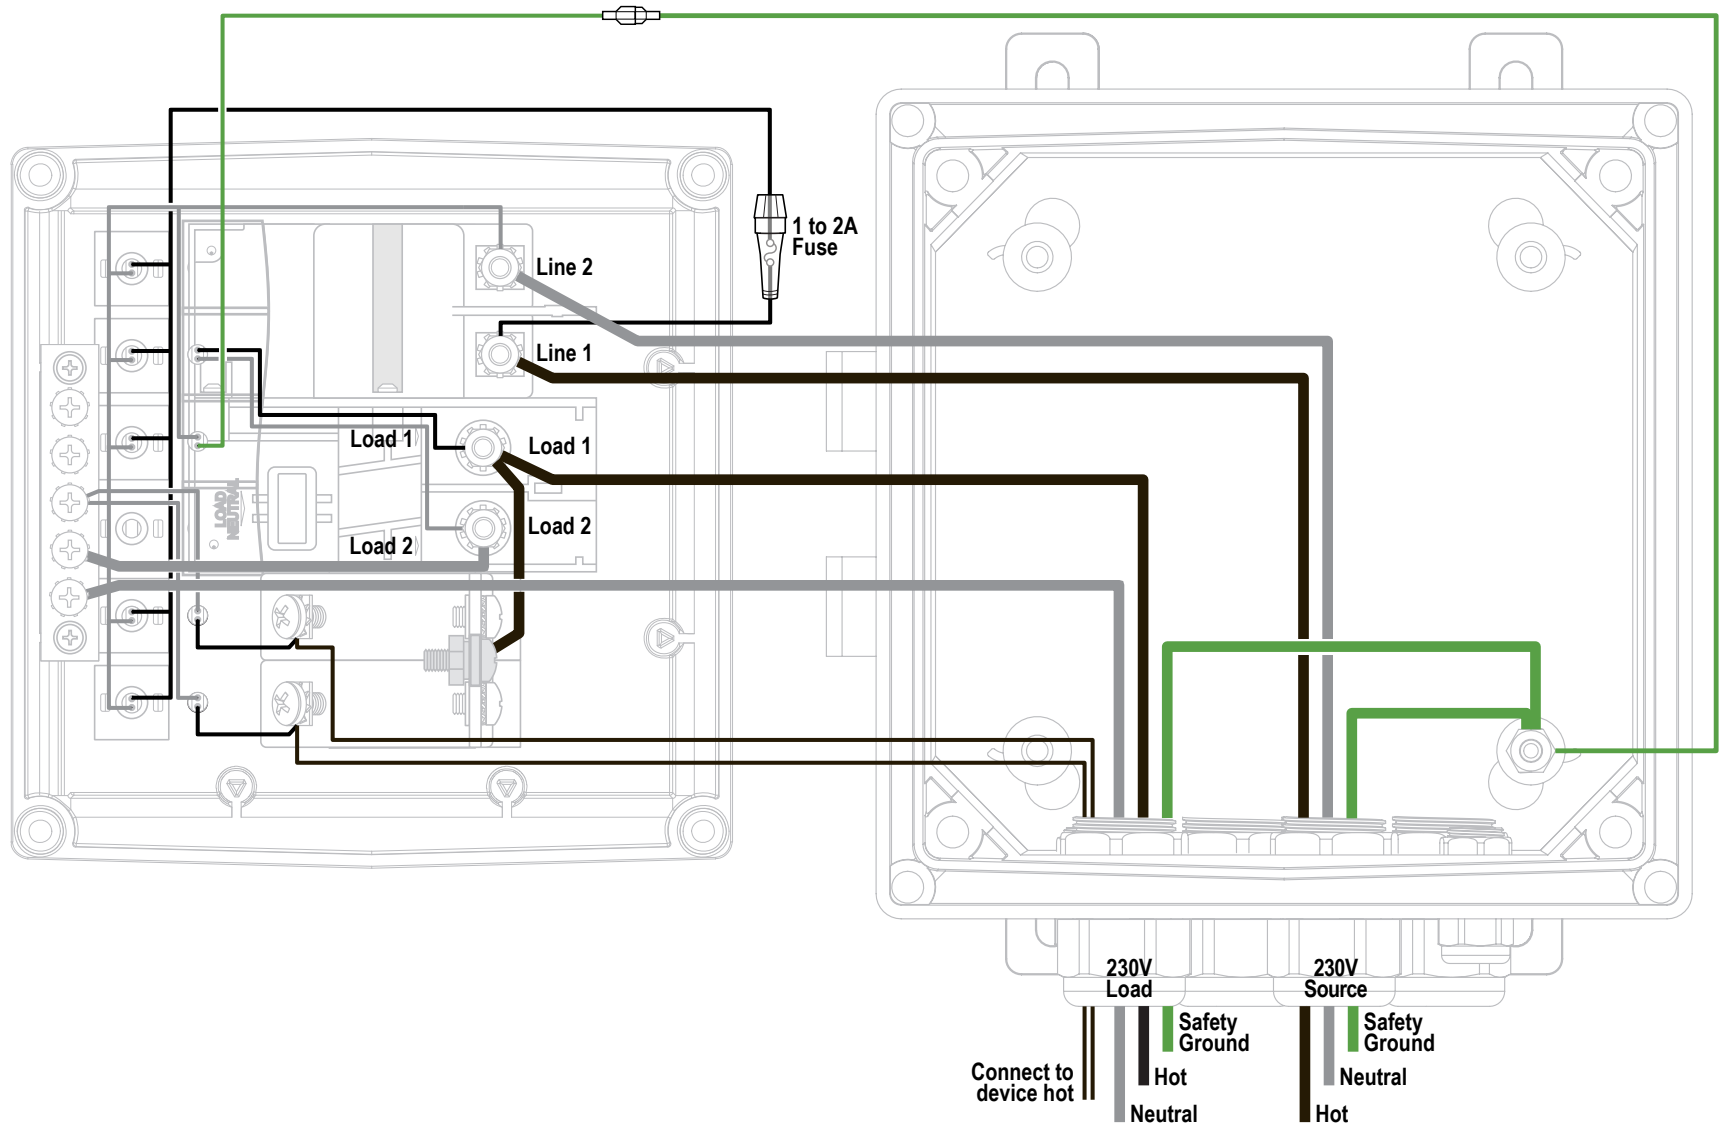 1 to 2A
Fuse
Line 2
Line 1
Load 1
Load 1
LOAD
NEUTRAL
Load 2
Load 2
230V
Load
230V
Source
Safety
Ground
Safety
Ground
Connect to
device hot
Hot
Neutral
Neutral
Hot